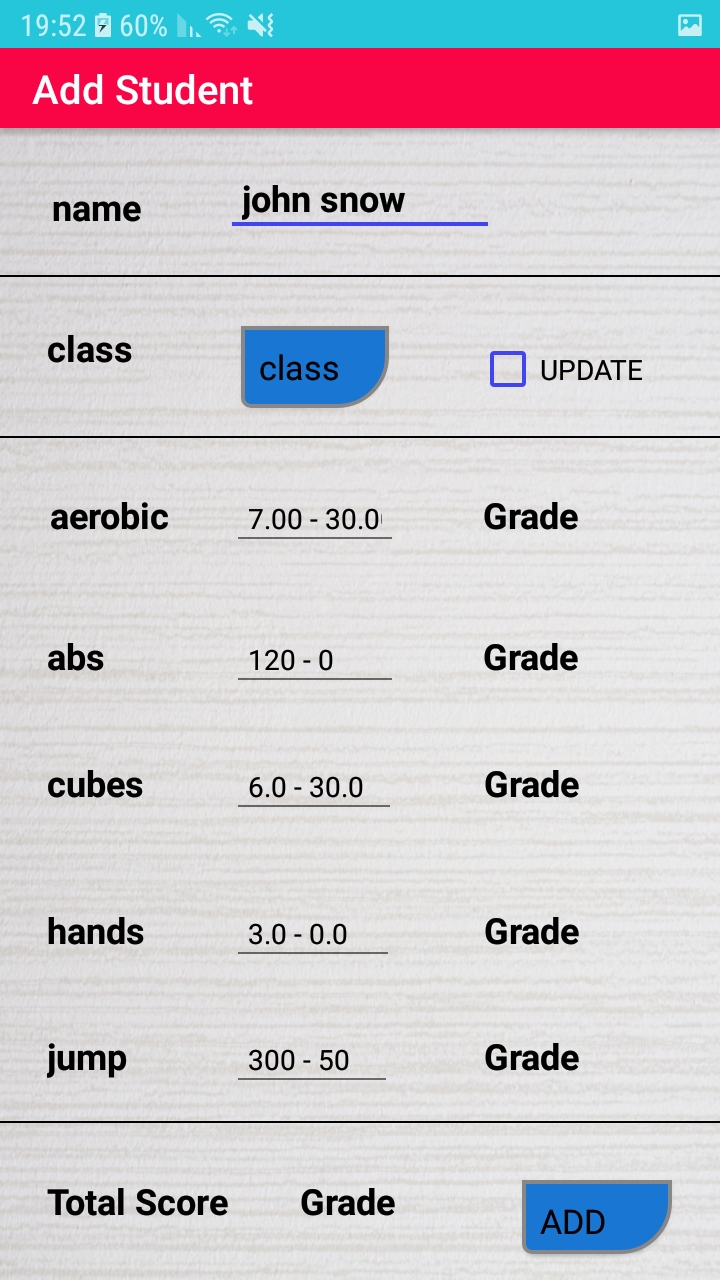 19:52 60%
Add Student
name john snow
class class UPDATE
aerobic 7.00 - 30.0 Grade
abs 120 - 0 Grade
cubes 6.0 - 30.0 Grade
hands 3.0 - 0.0 Grade
jump 300 - 50 Grade
Total Score Grade ADD